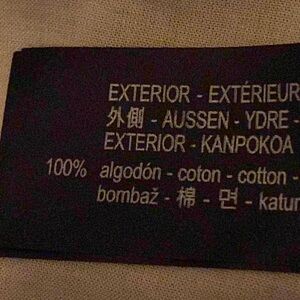 EXTERIOR - EXTÉRIEUR
外側 - AUSSEN - YDRE -
EXTERIOR - KANPOKOA
100% algodón - coton - cotton -
bombaž - 棉 - 면 - katun